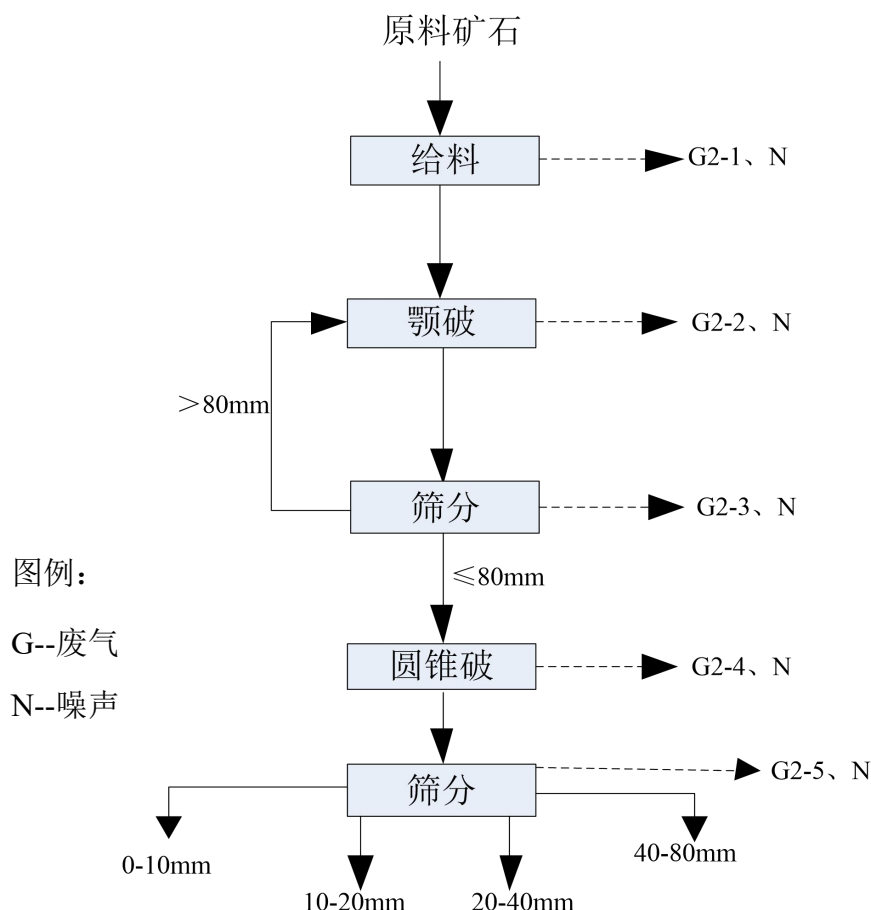 原料矿石
给料
G2-1、N
颚破
G2-2、N
>80mm
筛分
G2-3、N
≤80mm
图例：
G--废气
N--噪声
圆锥破
G2-4、N
筛分
G2-5、N
0-10mm
10-20mm
20-40mm
40-80mm